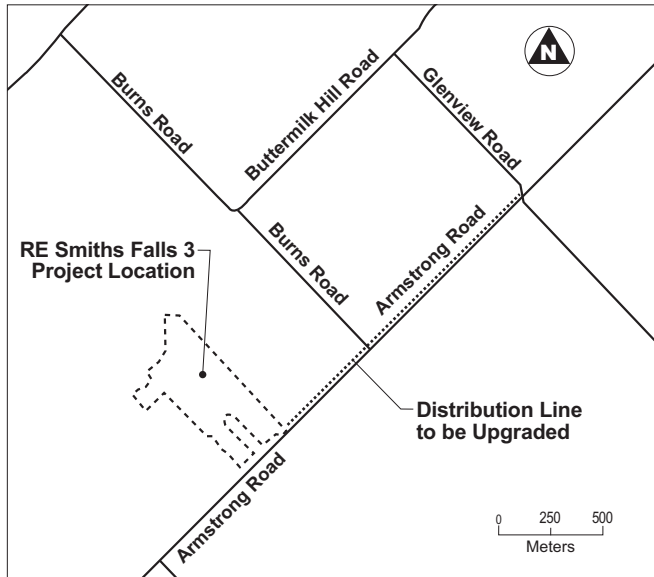 N
Burns Road
Buttermilk Hill Road
Glenview Road
RE Smiths Falls 3
Project Location
Burns Road
Armstrong Road
Distribution Line
to be Upgraded
Armstrong Road
0 250 500
Meters